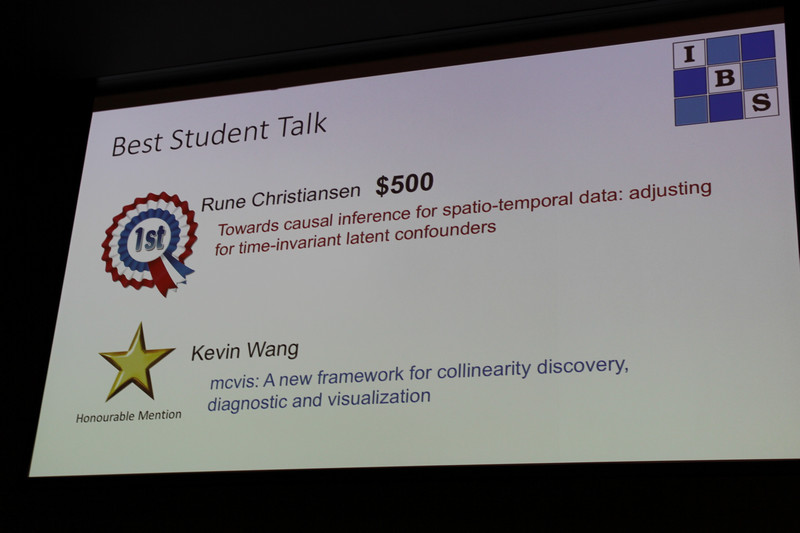 I
B
S
Best Student Talk
Rune Christiansen $500
Towards causal inference for spatio-temporal data: adjusting
for time-invariant latent confounders
1st
Kevin Wang
mcvis: A new framework for collinearity discovery,
diagnostic and visualization
Honourable Mention